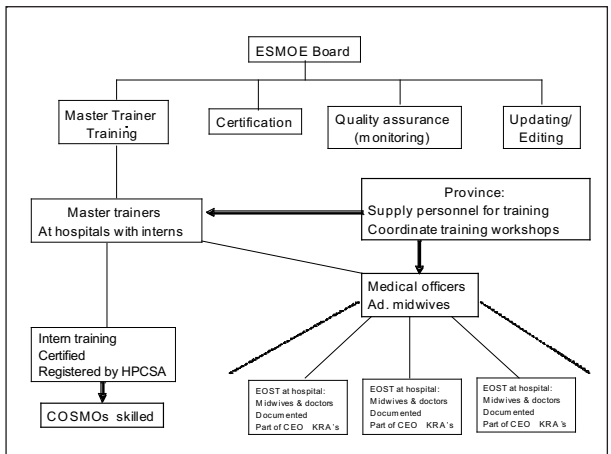 ESMOE Board
Master Trainer
Training
Certification
Quality assurance
(monitoring)
Updating/
Editing
Master trainers
At hospitals with interns
Province:
Supply personnel for training
Coordinate training workshops
Medical officers
Ad. midwives
Intern training
Certified
Registered by HPCSA
COSMOs skilled
EOST at hospital:
Midwives & doctors
Documented
Part of CEO KRA's
EOST at hospital:
Midwives & doctors
Documented
Part of CEO KRA's
EOST at hospital:
Midwives & doctors
Documented
Part of CEO KRA's